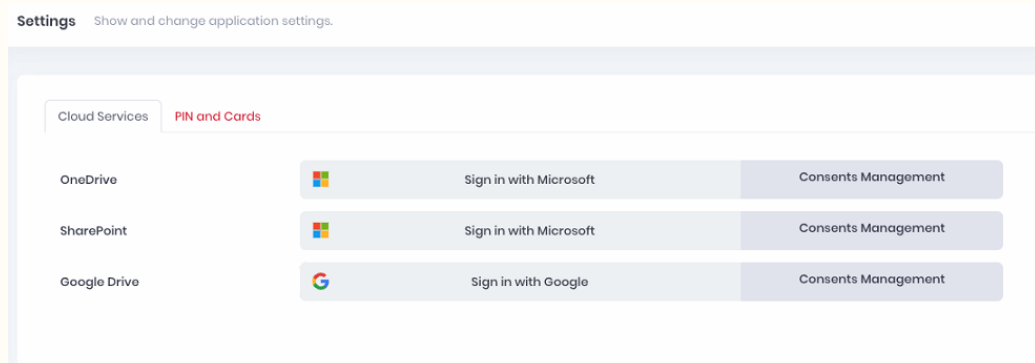 Settings Show and change application settings.
Cloud Services PIN and Cards
OneDrive Sign in with Microsoft Consents Management
SharePoint Sign in with Microsoft Consents Management
Google Drive Sign in with Google Consents Management